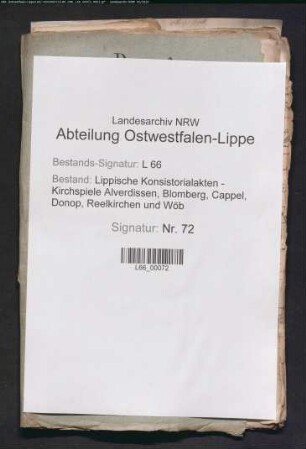 Landesarchiv NRW
Abteilung Ostwestfalen-Lippe
Bestands-Signatur: L 66
Bestand: Lippische Konsistorialakten -
Kirchspiele Alverdissen, Blomberg, Cappel,
Donop, Reelkirchen und Wöb
Signatur: Nr. 72
L66_00072